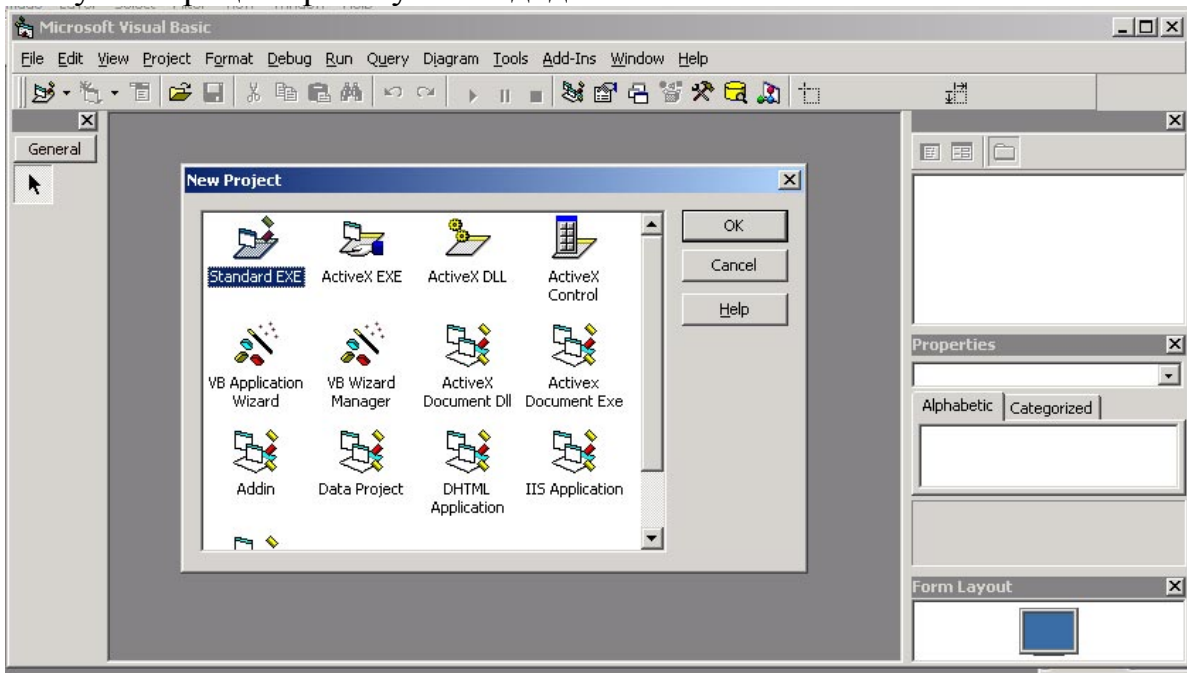 Microsoft Visual Basic
File Edit View Project Format Debug Run Query Diagram Tools Add-Ins Window Help
General
New Project
Standard EXE ActiveX EXE ActiveX DLL ActiveX Control
OK
Cancel
Help
VB Application Wizard VB Wizard Manager ActiveX Document Dll Activex Document Exe
Addin Data Project DHTML Application IIS Application
Properties
Alphabetic Categorized
Form Layout